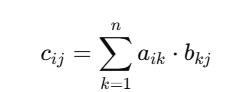 c_{ij} = \sum_{k=1}^{n} a_{ik} \cdot b_{kj}